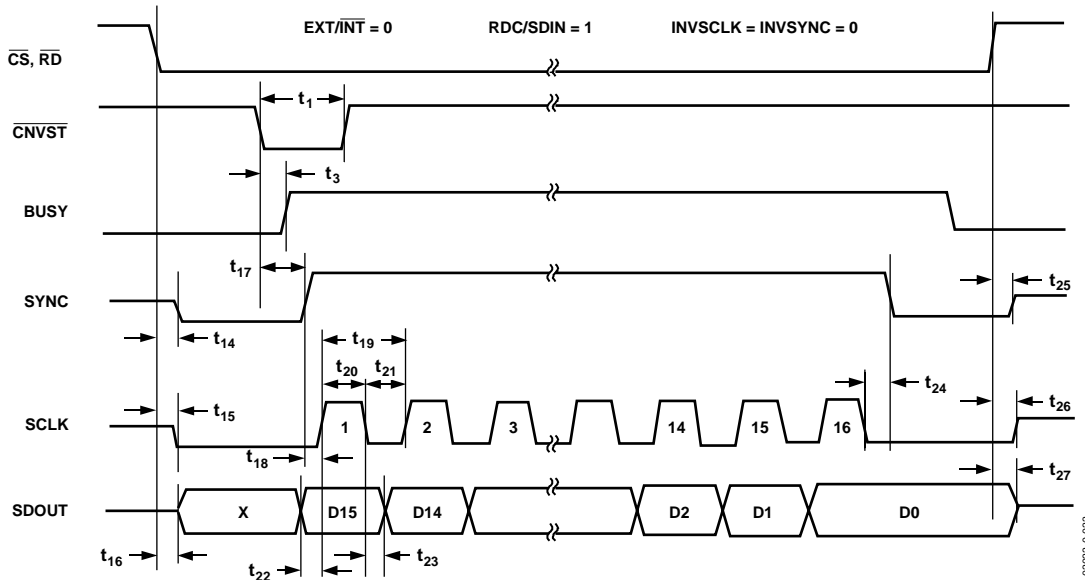 EXT/INT = 0 RDC/SDIN = 1 INVSCLK = INVSYNC = 0
CS, RD
t1
CNVST
t3
BUSY
t17
SYNC
t25
t14
t19
t20 t21
t24
t15
t26
SCLK
1 2 3 14 15 16
t18
t27
SDOUT
X D15 D14 D2 D1 D0
t16
t22
t23